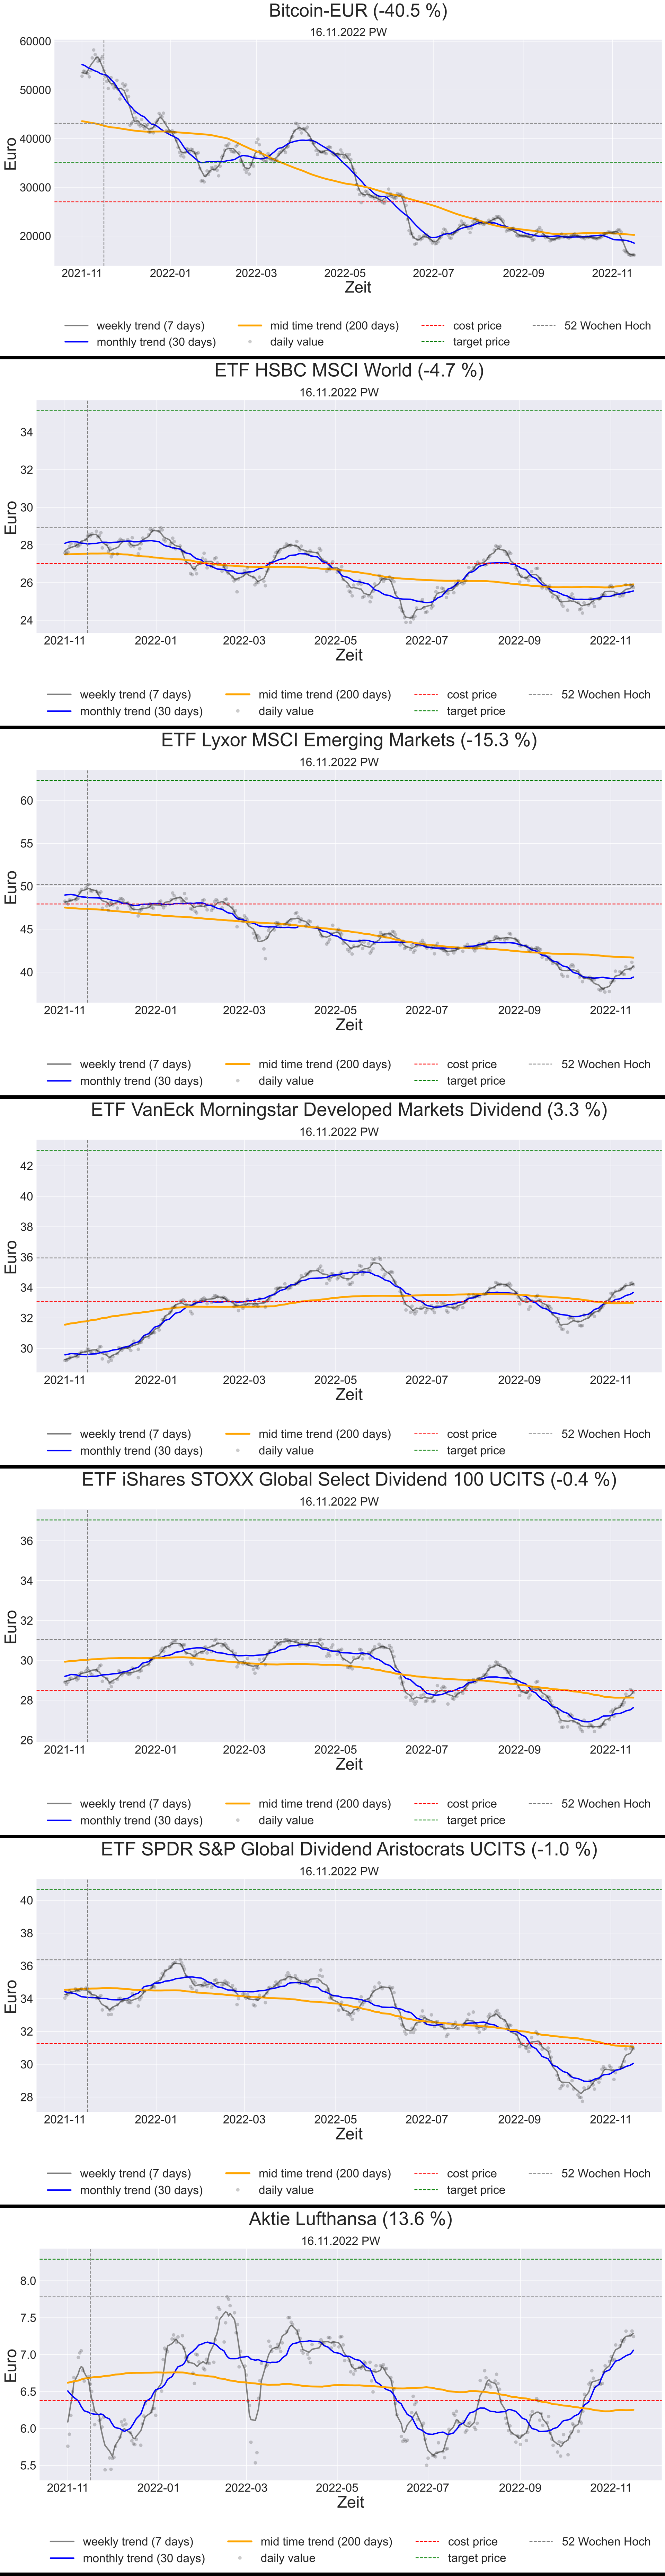 Bitcoin-EUR (-40.5 %)
16.11.2022 PW
60000
50000
40000
30000
20000
Euro
2021-11 2022-01 2022-03 2022-05 2022-07 2022-09 2022-11
Zeit
weekly trend (7 days) mid time trend (200 days) cost price 52 Wochen Hoch
monthly trend (30 days) daily value target price
ETF HSBC MSCI World (-4.7 %)
16.11.2022 PW
34
32
30
28
26
24
Euro
2021-11 2022-01 2022-03 2022-05 2022-07 2022-09 2022-11
Zeit
weekly trend (7 days) mid time trend (200 days) cost price 52 Wochen Hoch
monthly trend (30 days) daily value target price
ETF Lyxor MSCI Emerging Markets (-15.3 %)
16.11.2022 PW
60
55
50
45
40
Euro
2021-11 2022-01 2022-03 2022-05 2022-07 2022-09 2022-11
Zeit
weekly trend (7 days) mid time trend (200 days) cost price 52 Wochen Hoch
monthly trend (30 days) daily value target price
ETF VanEck Morningstar Developed Markets Dividend (3.3 %)
16.11.2022 PW
42
40
38
36
34
32
30
Euro
2021-11 2022-01 2022-03 2022-05 2022-07 2022-09 2022-11
Zeit
weekly trend (7 days) mid time trend (200 days) cost price 52 Wochen Hoch
monthly trend (30 days) daily value target price
ETF iShares STOXX Global Select Dividend 100 UCITS (-0.4 %)
16.11.2022 PW
36
34
32
30
28
26
Euro
2021-11 2022-01 2022-03 2022-05 2022-07 2022-09 2022-11
Zeit
weekly trend (7 days) mid time trend (200 days) cost price 52 Wochen Hoch
monthly trend (30 days) daily value target price
ETF SPDR S&P Global Dividend Aristocrats UCITS (-1.0 %)
16.11.2022 PW
40
38
36
34
32
30
28
Euro
2021-11 2022-01 2022-03 2022-05 2022-07 2022-09 2022-11
Zeit
weekly trend (7 days) mid time trend (200 days) cost price 52 Wochen Hoch
monthly trend (30 days) daily value target price
Aktie Lufthansa (13.6 %)
16.11.2022 PW
8.0
7.5
7.0
6.5
6.0
5.5
Euro
2021-11 2022-01 2022-03 2022-05 2022-07 2022-09 2022-11
Zeit
weekly trend (7 days) mid time trend (200 days) cost price 52 Wochen Hoch
monthly trend (30 days) daily value target price